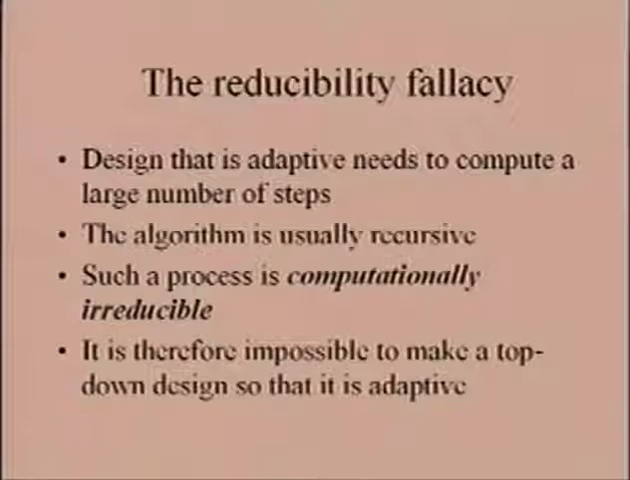 The reducibility fallacy
• Design that is adaptive needs to compute a
large number of steps
• The algorithm is usually recursive
• Such a process is computationally
irreducible
• It is therefore impossible to make a top-
down design so that it is adaptive